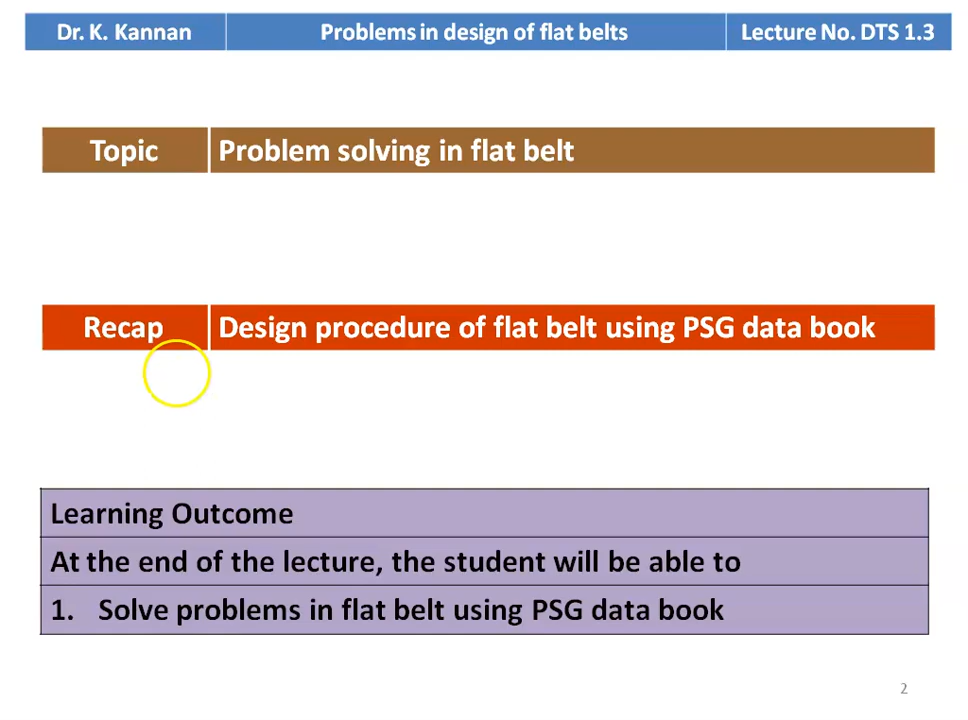 Dr. K. Kannan Problems in design of flat belts Lecture No. DTS 1.3
Topic Problem solving in flat belt
Recap Design procedure of flat belt using PSG data book
Learning Outcome
At the end of the lecture, the student will be able to
1. Solve problems in flat belt using PSG data book
2